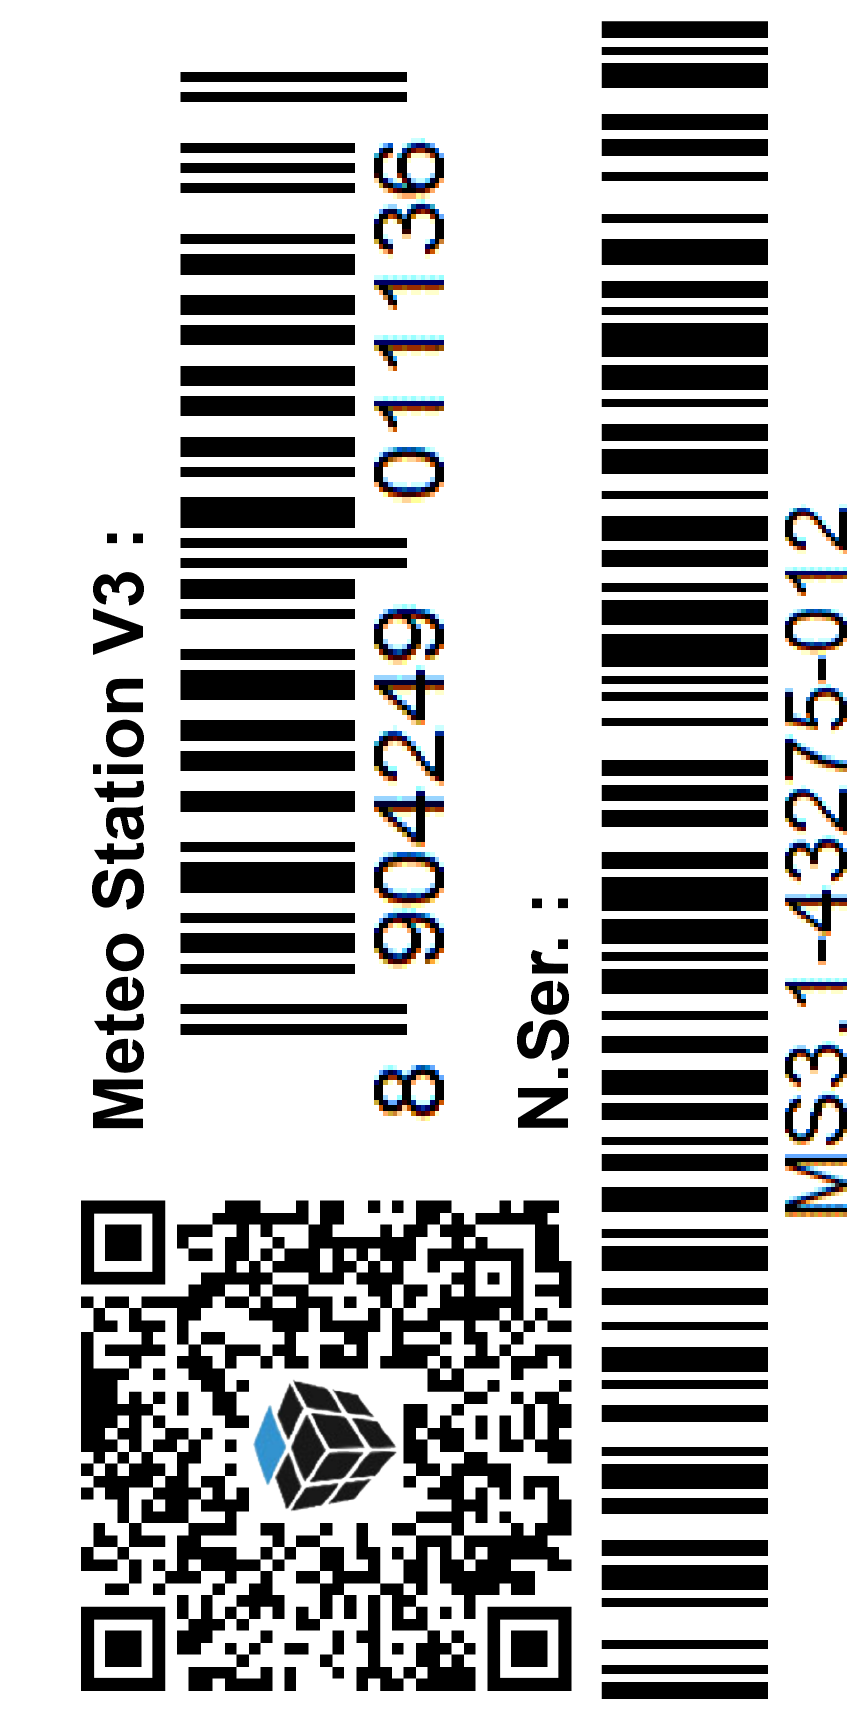 Meteo Station V3 :
8 904249 011136
N.Ser. :
MS3.1-43275-012